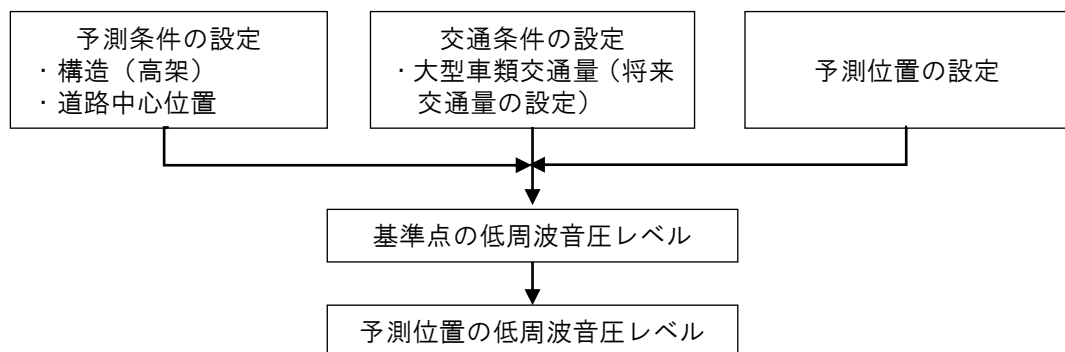 予測条件の設定
・構造（高架）
・道路中心位置
交通条件の設定
・大型車類交通量（将来
交通量の設定）
予測位置の設定
基準点の低周波音圧レベル
予測位置の低周波音圧レベル